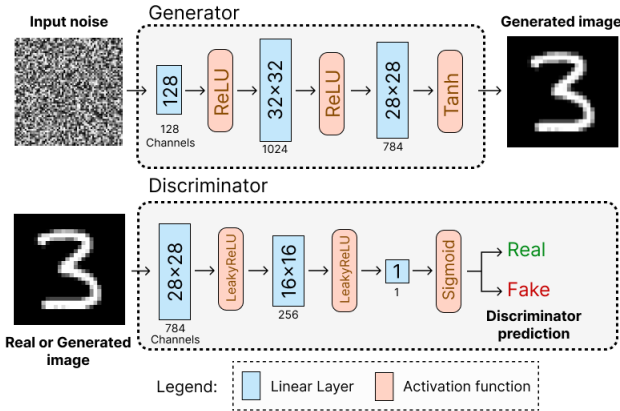 Input noise
Generator
Generated image
128
128
Channels
ReLU
32×32
1024
ReLU
28×28
784
Tanh
Discriminator
Real or Generated
image
28×28
784
Channels
LeakyReLU
16×16
256
LeakyReLU
1
1
Sigmoid
Real
Fake
Discriminator
prediction
Legend:
Linear Layer
Activation function